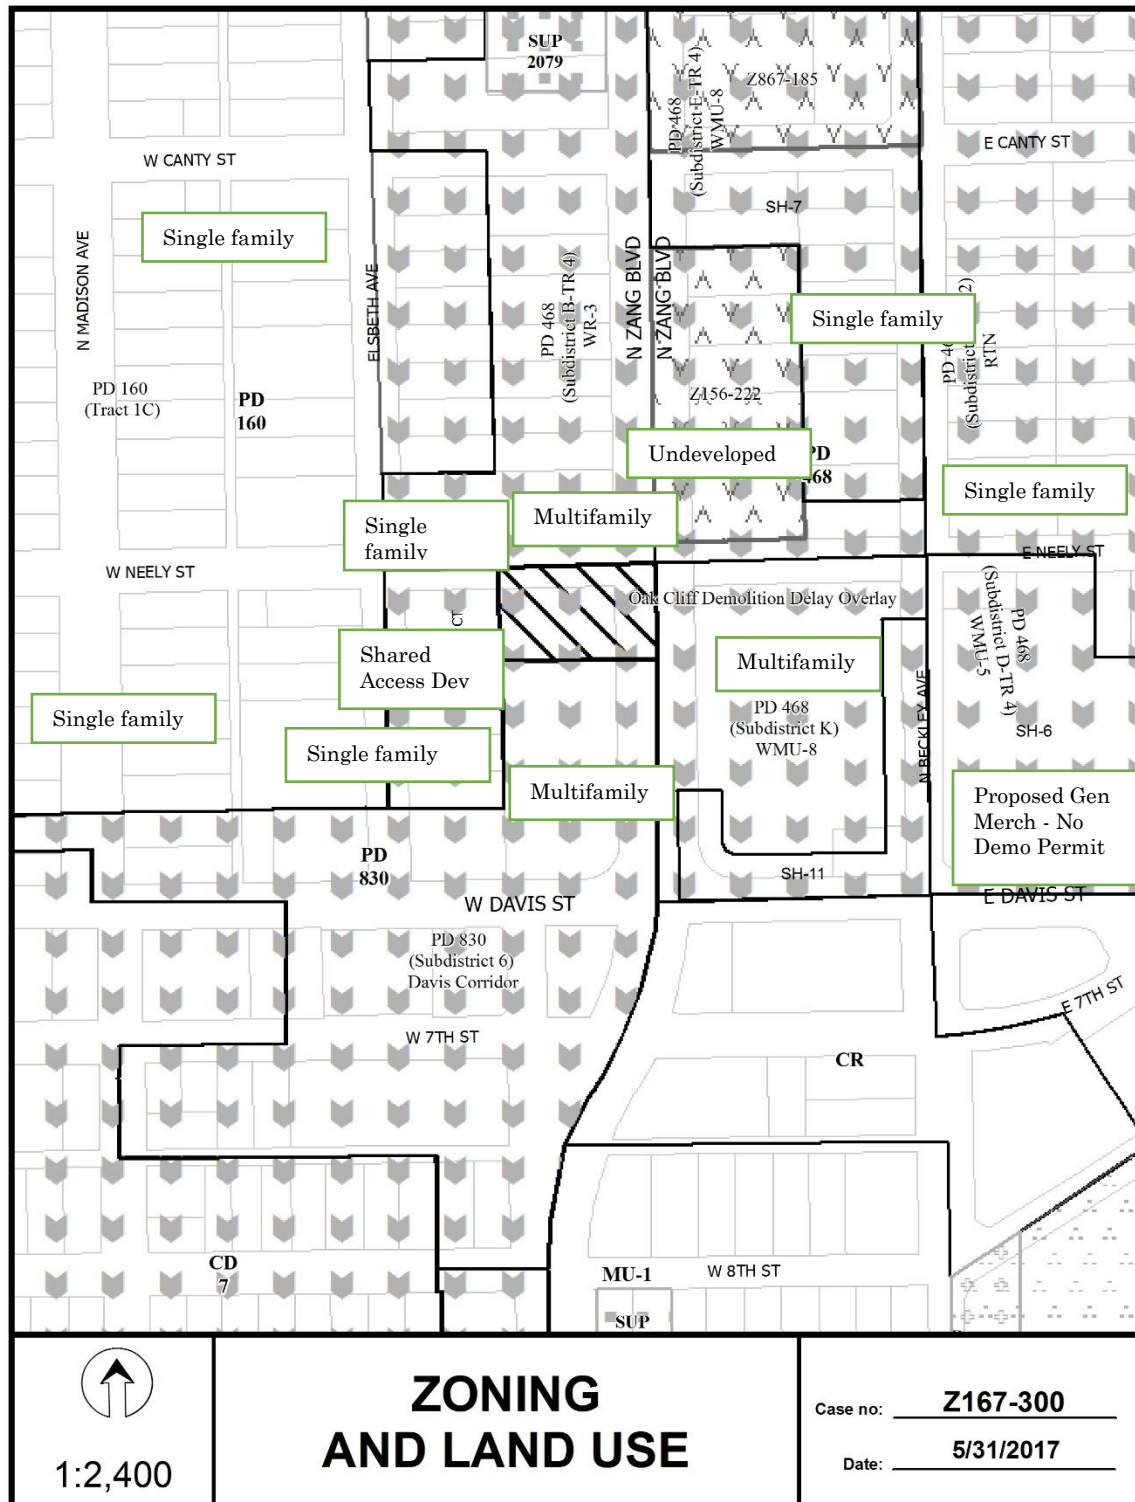 SUP
2079
Z867-185
PD 468
(Subdistrict E-TR 4)
WMU-8
W CANTY ST
E CANTY ST
SH-7
Single family
N MADISON AVE
ELSBETH AVE
PD 468
(Subdistrict B-TR 4)
WR-3
N ZANG BLVD
N ZANG BLVD
Single family
(Subdistrict
2)
RTN
PD 160
(Tract 1C)
PD
160
Z156-222
Undeveloped
PD
468
Single family
Multifamily
Single
family
W NEELY ST
E NEELY ST
Oak Cliff Demolition Delay Overlay
CT
PD 468
(Subdistrict D-TR 4)
WMU-5
Shared
Access Dev
Multifamily
Single family
PD 468
(Subdistrict K)
WMU-8
N BECKLEY AVE
SH-6
Single family
Multifamily
Proposed Gen
Merch - No
Demo Permit
PD
830
SH-11
W DAVIS ST
E DAVIS ST
PD 830
(Subdistrict 6)
Davis Corridor
E 7TH ST
W 7TH ST
CR
CD
7
MU-1
W 8TH ST
SUP
1:2,400
ZONING
AND LAND USE
Case no: Z167-300
Date: 5/31/2017